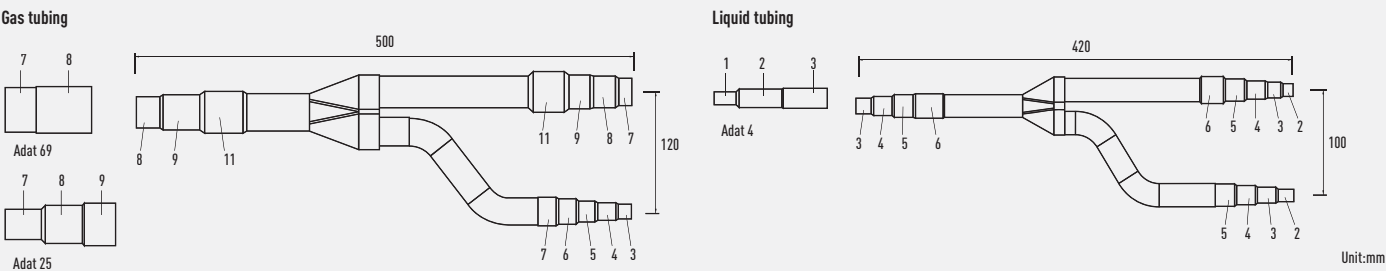 Gas tubing
7 8
Adat 69
7 8 9
Adat 25
500
8 9 11
11 9 8 7
120
7 6 5 4 3
Liquid tubing
1 2 3
Adat 4
420
3 4 5 6
6 5 4 3 2
100
5 4 3 2
Unit:mm